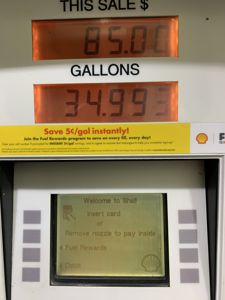 THIS SALE $
85.00
GALLONS
34.993
Save 5¢/gal instantly!
Join the Fuel Rewards program to save on every fill, every day!
Welcome to Shell
Insert card
or
Remove nozzle to pay inside
Fuel Rewards